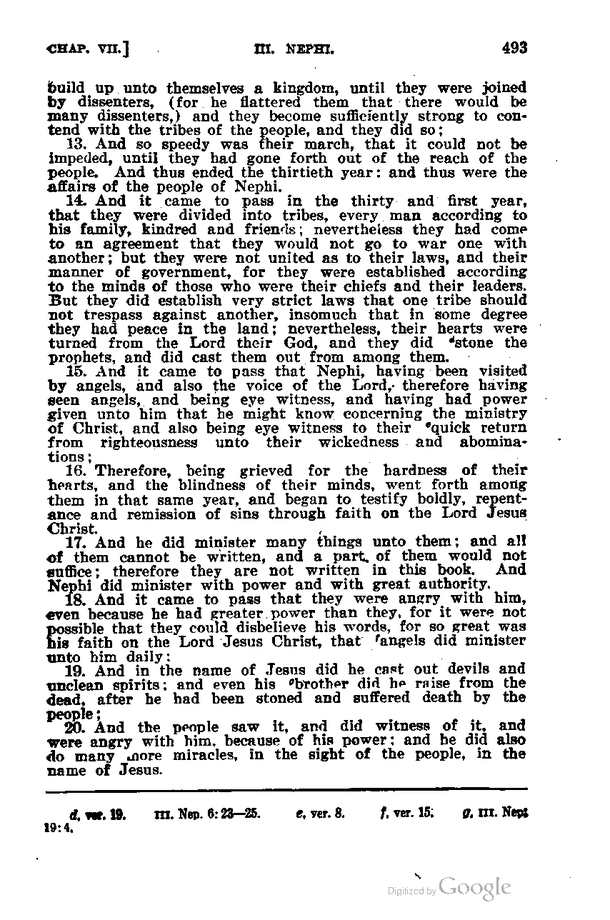 CHAP. VII.] III. NEPHI. 493
build up unto themselves a kingdom, until they were joined
by dissenters, (for he flattered them that there would be
many dissenters,) and they become sufficiently strong to con-
tend with the tribes of the people, and they did so;
13. And so speedy was their march, that it could not be
impeded, until they had gone forth out of the reach of the
people. And thus ended the thirtieth year: and thus were the
affairs of the people of Nephi.
14. And it came to pass in the thirty and first year,
that they were divided into tribes, every man according to
his family, kindred and friends; nevertheless they had come
to an agreement that they would not go to war one with
another; but they were not united as to their laws, and their
manner of government, for they were established according
to the minds of those who were their chiefs and their leaders.
But they did establish very strict laws that one tribe should
not trespass against another, insomuch that in some degree
they had peace in the land; nevertheless, their hearts were
turned from the Lord their God, and they did ᵈstone the
prophets, and did cast them out from among them.
15. And it came to pass that Nephi, having been visited
by angels, and also the voice of the Lord, therefore having
seen angels, and being eye witness, and having had power
given unto him that he might know concerning the ministry
of Christ, and also being eye witness to their ᵉquick return
from righteousness unto their wickedness and abomina-
tions;
16. Therefore, being grieved for the hardness of their
hearts, and the blindness of their minds, went forth among
them in that same year, and began to testify boldly, repent-
ance and remission of sins through faith on the Lord Jesus
Christ.
17. And he did minister many things unto them; and all
of them cannot be written, and a part of them would not
suffice; therefore they are not written in this book. And
Nephi did minister with power and with great authority.
18. And it came to pass that they were angry with him,
even because he had greater power than they, for it were not
possible that they could disbelieve his words, for so great was
his faith on the Lord Jesus Christ, that ᶠangels did minister
unto him daily;
19. And in the name of Jesus did he cast out devils and
unclean spirits; and even his ᵍbrother did he raise from the
dead, after he had been stoned and suffered death by the
people;
20. And the people saw it, and did witness of it, and
were angry with him, because of his power; and he did also
do many more miracles, in the sight of the people, in the
name of Jesus.
d, ver. 19. III. Nep. 6:23—25. e, ver. 8. f, ver. 15. g, III. Nep.
19:4.
Digitized by Google